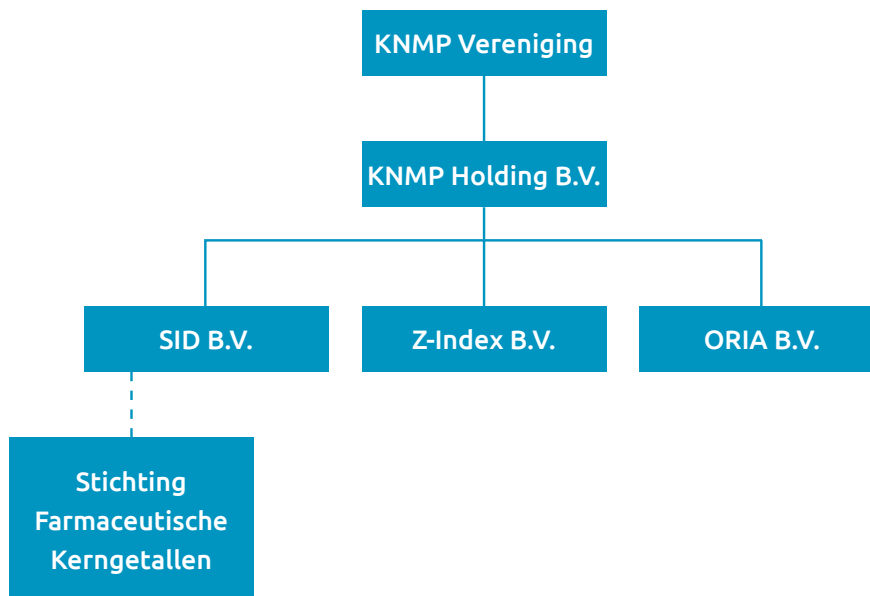 KNMP Vereniging
KNMP Holding B.V.
SID B.V.
Z-Index B.V.
ORIA B.V.
Stichting
Farmaceutische
Kerngetallen